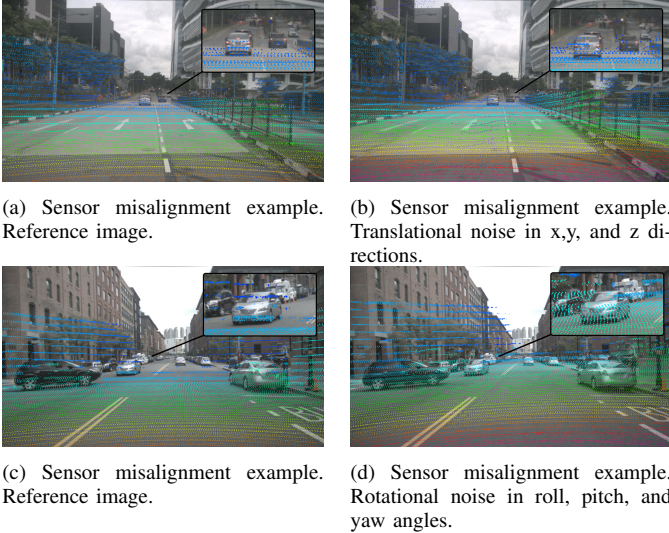 (a) Sensor misalignment example.
Reference image.
(b) Sensor misalignment example.
Translational noise in x,y, and z di-
rections.
(c) Sensor misalignment example.
Reference image.
(d) Sensor misalignment example.
Rotational noise in roll, pitch, and
yaw angles.